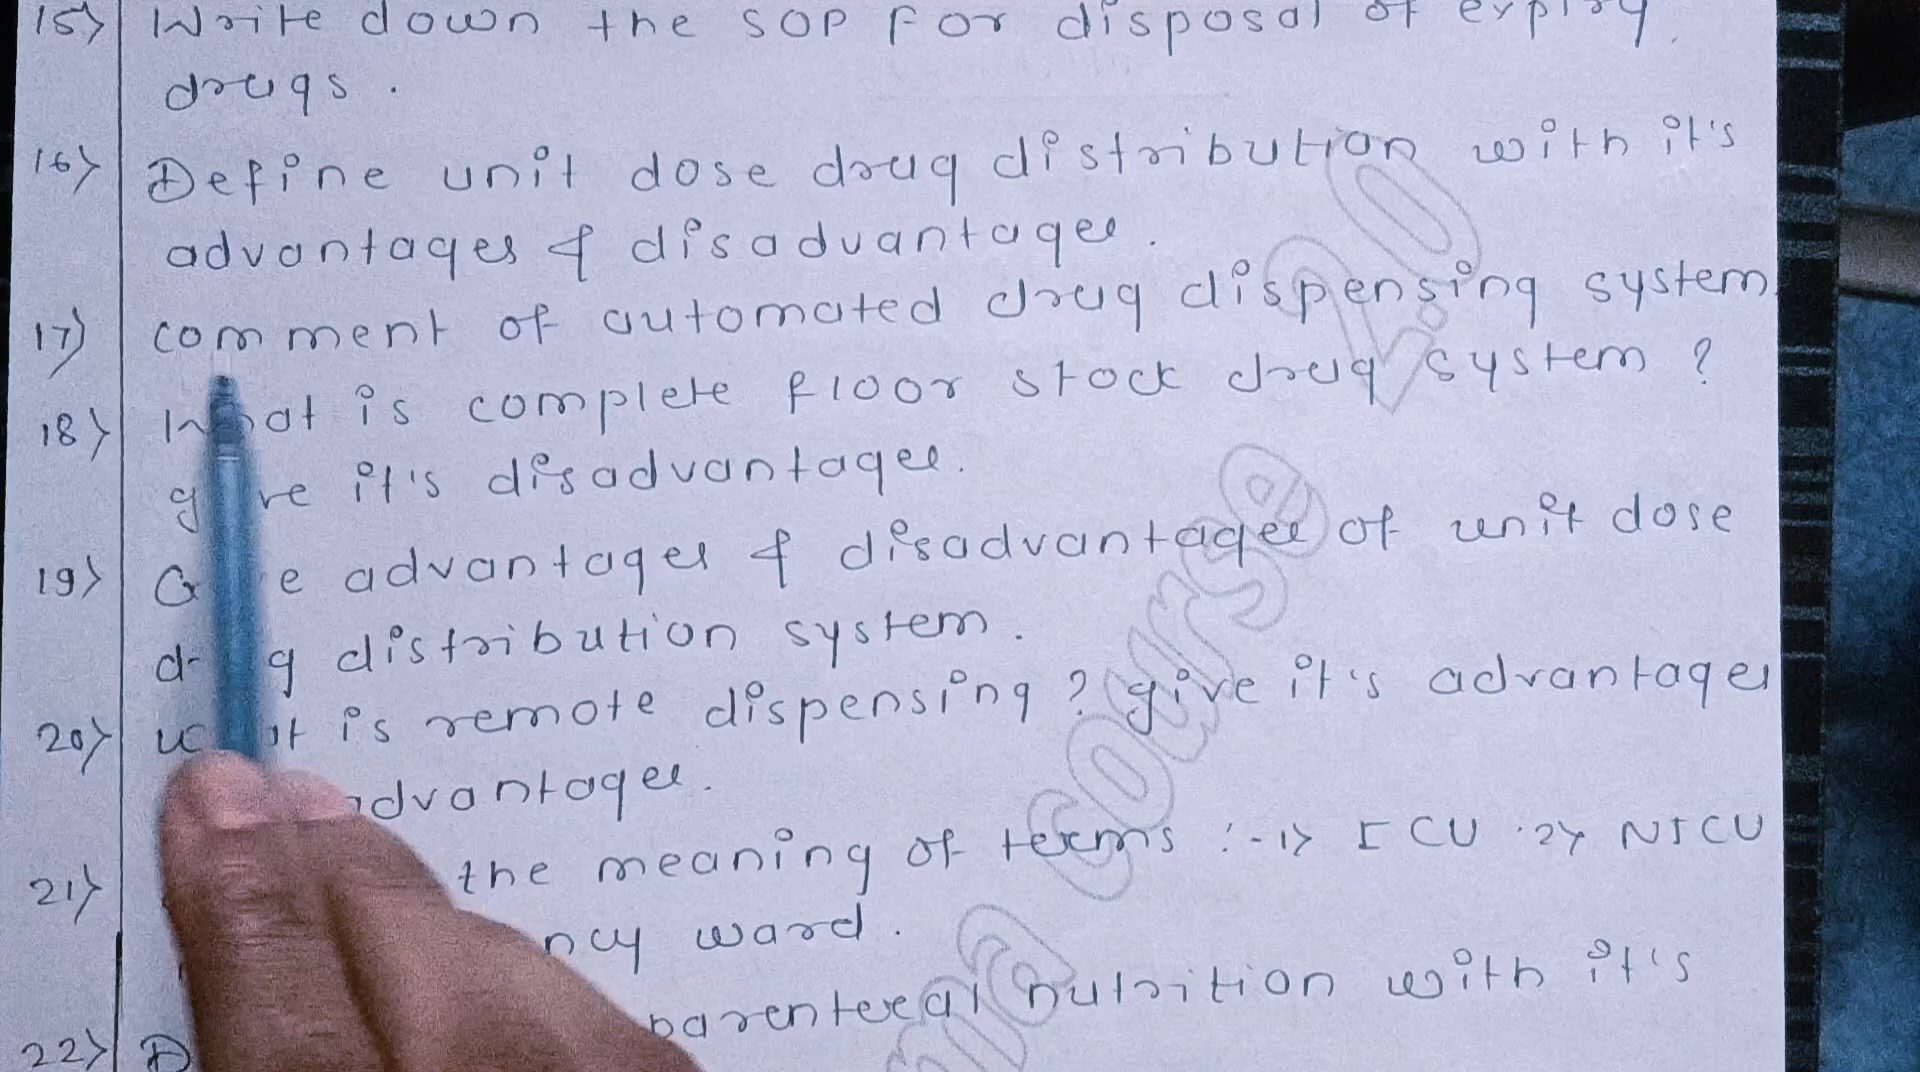 15) Write down the SOP for disposal of expiry
drugs.
16) Define unit dose drug distribution with it's
advantages & disadvantages.
17) comment of automated drug dispensing system
18) What is complete floor stock drug system ?
give it's disadvantages.
19) Give advantages & disadvantages of unit dose
drug distribution system.
20) what is remote dispensing ? give it's advantages
advantages.
21) the meaning of terms :- 1) ICU 2) NICU
ncy ward.
22) D parenteral nutrition with it's